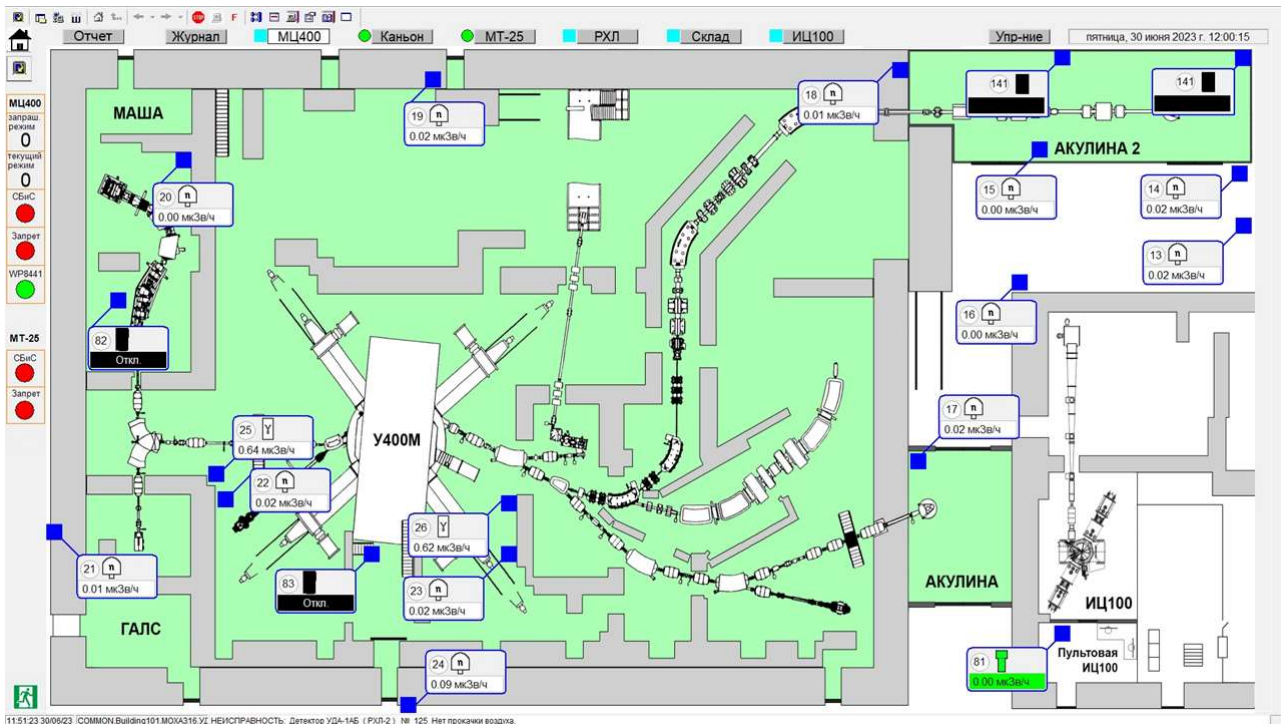 F
Отчет
Журнал
МЦ400
Каньон
МТ-25
РХЛ
Склад
ИЦ100
Упр-ние
пятница, 30 июня 2023 г. 12:00:15
МЦ400
запраш.
режим
0
текущий
режим
0
СБиС
Запрет
WP8441
МТ-25
СБиС
Запрет
МАША
19 n
0.02 мкЗв/ч
18 n
0.01 мкЗв/ч
141
141
АКУЛИНА 2
20 n
0.00 мкЗв/ч
15 n
0.00 мкЗв/ч
14 n
0.02 мкЗв/ч
13 n
0.02 мкЗв/ч
16 n
0.00 мкЗв/ч
82
Откл.
17 n
0.02 мкЗв/ч
25 γ
0.64 мкЗв/ч
У400М
22 n
0.02 мкЗв/ч
26 γ
0.62 мкЗв/ч
21 n
0.01 мкЗв/ч
83
Откл.
23 n
0.02 мкЗв/ч
АКУЛИНА
ИЦ100
ГАЛС
24 n
0.09 мкЗв/ч
81
0.00 мкЗв/ч
Пультовая
ИЦ100
11:51:23 30/06/23 COMMON.Building101.MOXA316.УД НЕИСПРАВНОСТЬ: Детектор УДА-1АБ ( РХЛ-2 ) № 125 Нет прокачки воздуха.